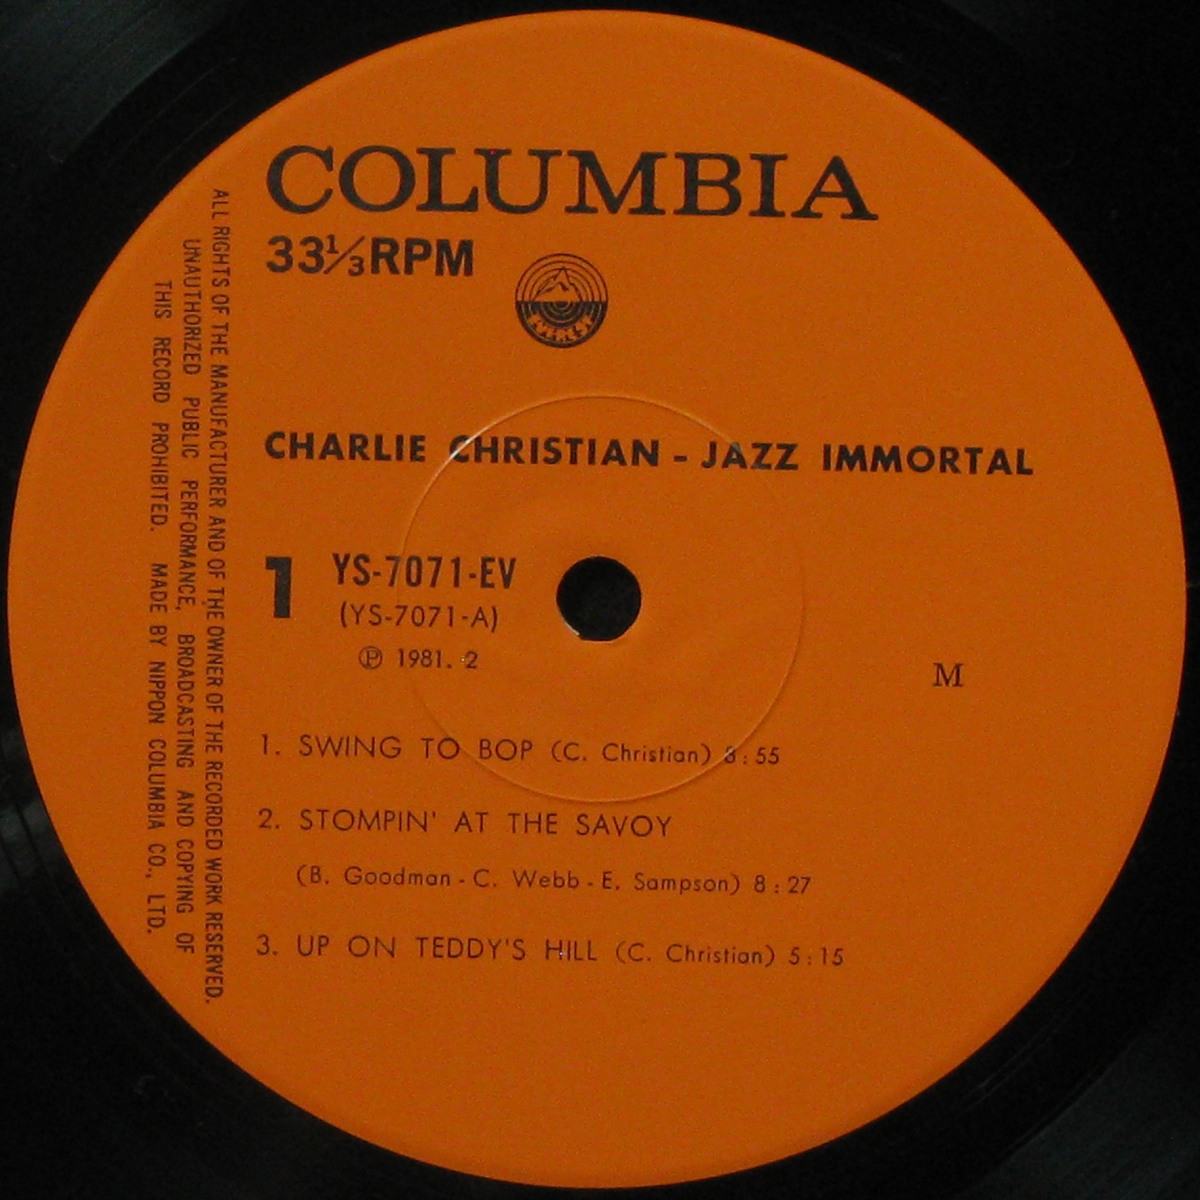 COLUMBIA
33⅓RPM
EVEREST
CHARLIE CHRISTIAN - JAZZ IMMORTAL
1
YS-7071-EV
(YS-7071-A)
℗ 1981. 2
M
1. SWING TO BOP (C. Christian) 8:55
2. STOMPIN' AT THE SAVOY
(B. Goodman - C. Webb - E. Sampson) 8:27
3. UP ON TEDDY'S HILL (C. Christian) 5:15
ALL RIGHTS OF THE MANUFACTURER AND OF THE OWNER OF THE RECORDED WORK RESERVED.
UNAUTHORIZED PUBLIC PERFORMANCE, BROADCASTING AND COPYING OF
THIS RECORD PROHIBITED. MADE BY NIPPON COLUMBIA CO., LTD.